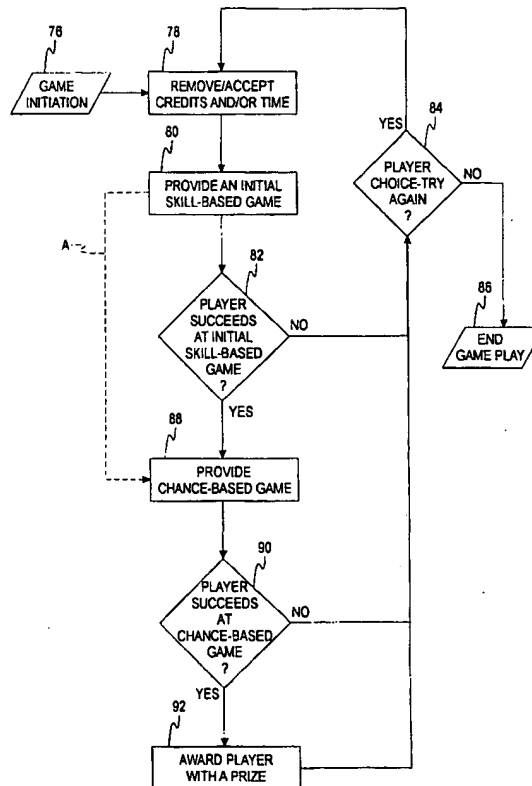 76
GAME
INITIATION
78
REMOVE/ACCEPT
CREDITS AND/OR TIME
80
PROVIDE AN INITIAL
SKILL-BASED GAME
A
82
PLAYER
SUCCEEDS
AT INITIAL
SKILL-BASED
GAME
?
NO
YES
84
PLAYER
CHOICE-TRY
AGAIN
?
YES
NO
86
END
GAME PLAY
88
PROVIDE
CHANCE-BASED GAME
90
PLAYER
SUCCEEDS
AT
CHANCE-BASED
GAME
?
NO
YES
92
AWARD PLAYER
WITH A PRIZE